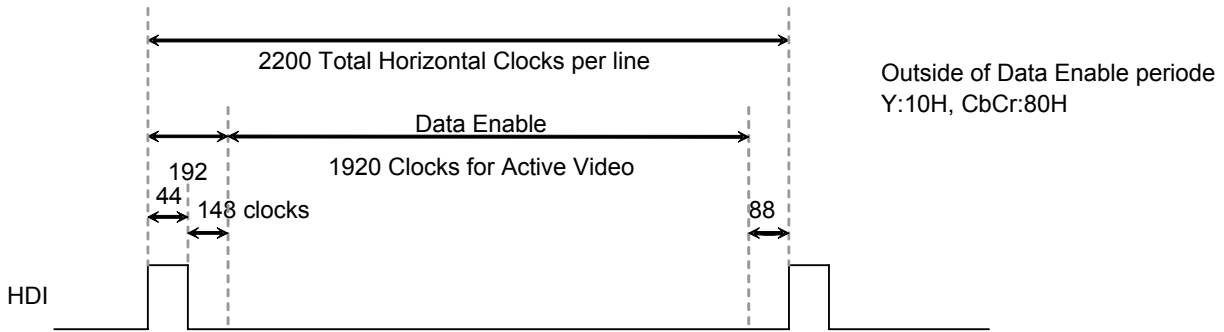 2200 Total Horizontal Clocks per line
Outside of Data Enable periode
Y:10H, CbCr:80H
Data Enable
1920 Clocks for Active Video
192
44
148 clocks
88
HDI